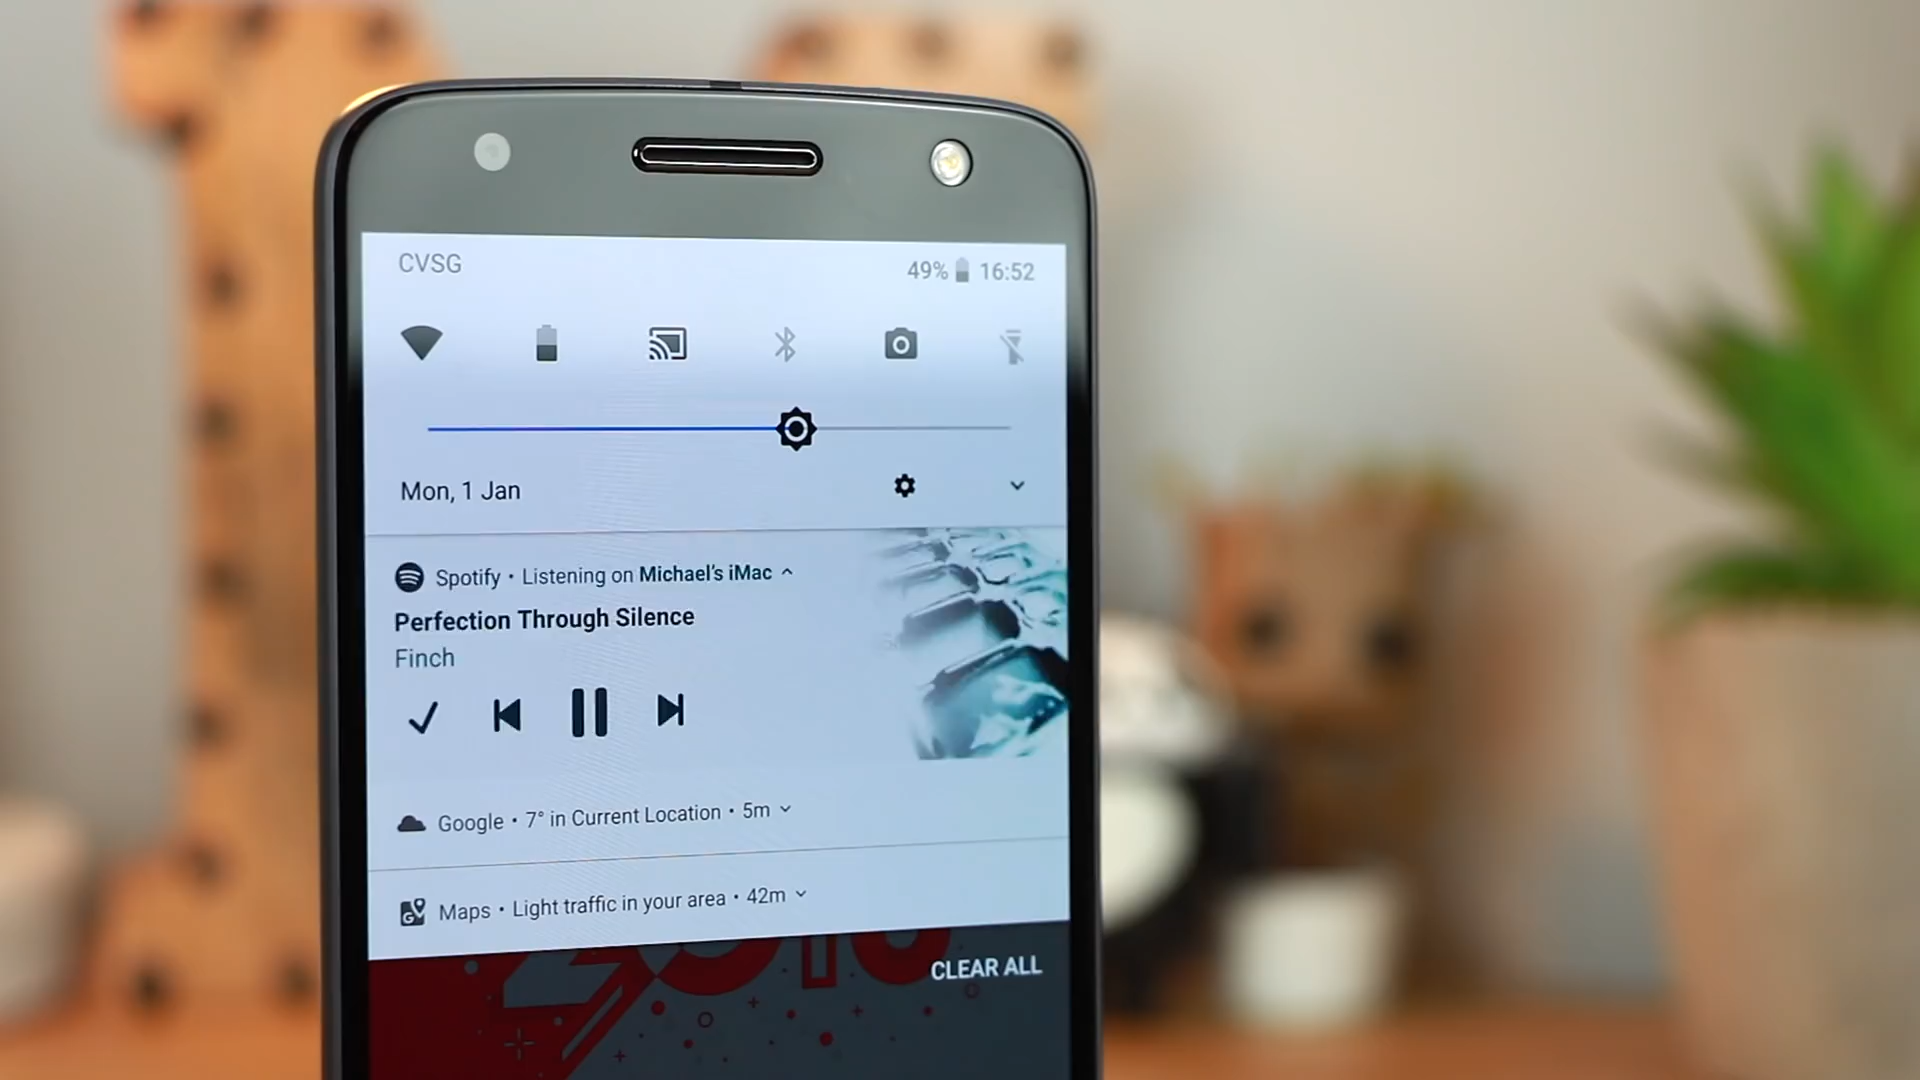 CVSG
49% 16:52
Mon, 1 Jan
Spotify • Listening on Michael's iMac
Perfection Through Silence
Finch
Google • 7° in Current Location • 5m
Maps • Light traffic in your area • 42m
2018
CLEAR ALL